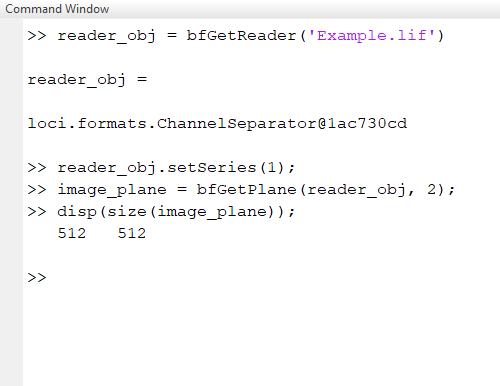 Command Window
>> reader_obj = bfGetReader('Example.lif')
reader_obj =
loci.formats.ChannelSeparator@1ac730cd
>> reader_obj.setSeries(1);
>> image_plane = bfGetPlane(reader_obj, 2);
>> disp(size(image_plane));
512   512
>>